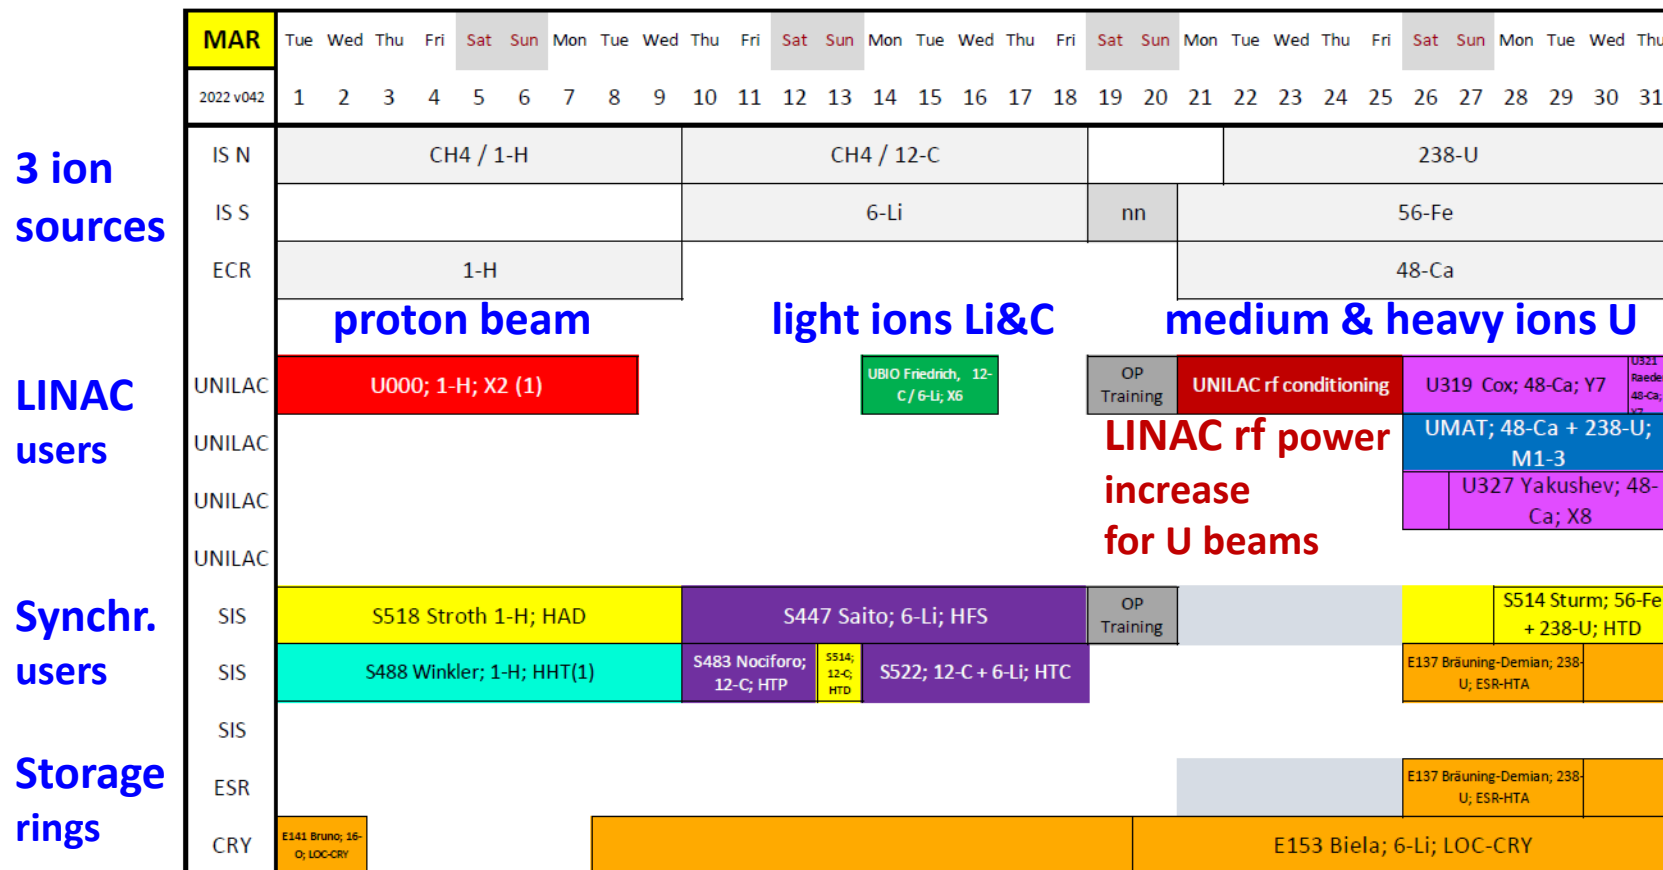 MAR Tue Wed Thu Fri Sat Sun Mon Tue Wed Thu Fri Sat Sun Mon Tue Wed Thu Fri Sat Sun Mon Tue Wed Thu Fri Sat Sun Mon Tue Wed Thu
2022 v042 1 2 3 4 5 6 7 8 9 10 11 12 13 14 15 16 17 18 19 20 21 22 23 24 25 26 27 28 29 30 31
3 ion
sources
IS N CH4 / 1-H CH4 / 12-C 238-U
IS S 6-Li nn 56-Fe
ECR 1-H 48-Ca
proton beam light ions Li&C medium & heavy ions U
LINAC
users
UNILAC
U000; 1-H; X2 (1)
UBIO Friedrich, 12-
C / 6-Li; X6
OP
Training
UNILAC rf conditioning
U319 Cox; 48-Ca; Y7
U321
Raeder
48-Ca;
Y7
UNILAC
LINAC rf power
increase
for U beams
UMAT; 48-Ca + 238-U;
M1-3
UNILAC
U327 Yakushev; 48-
Ca; X8
UNILAC
Synchr.
users
SIS
S518 Stroth 1-H; HAD
S447 Saito; 6-Li; HFS
OP
Training
S514 Sturm; 56-Fe
+ 238-U; HTD
SIS
S488 Winkler; 1-H; HHT(1)
S483 Nociforo;
12-C; HTP
S514;
12-C;
HTD
S522; 12-C + 6-Li; HTC
E137 Bräuning-Demian; 238-
U; ESR-HTA
SIS
Storage
rings
ESR
E137 Bräuning-Demian; 238-
U; ESR-HTA
CRY
E141 Bruno; 16-
O; LOC-CRY
E153 Biela; 6-Li; LOC-CRY